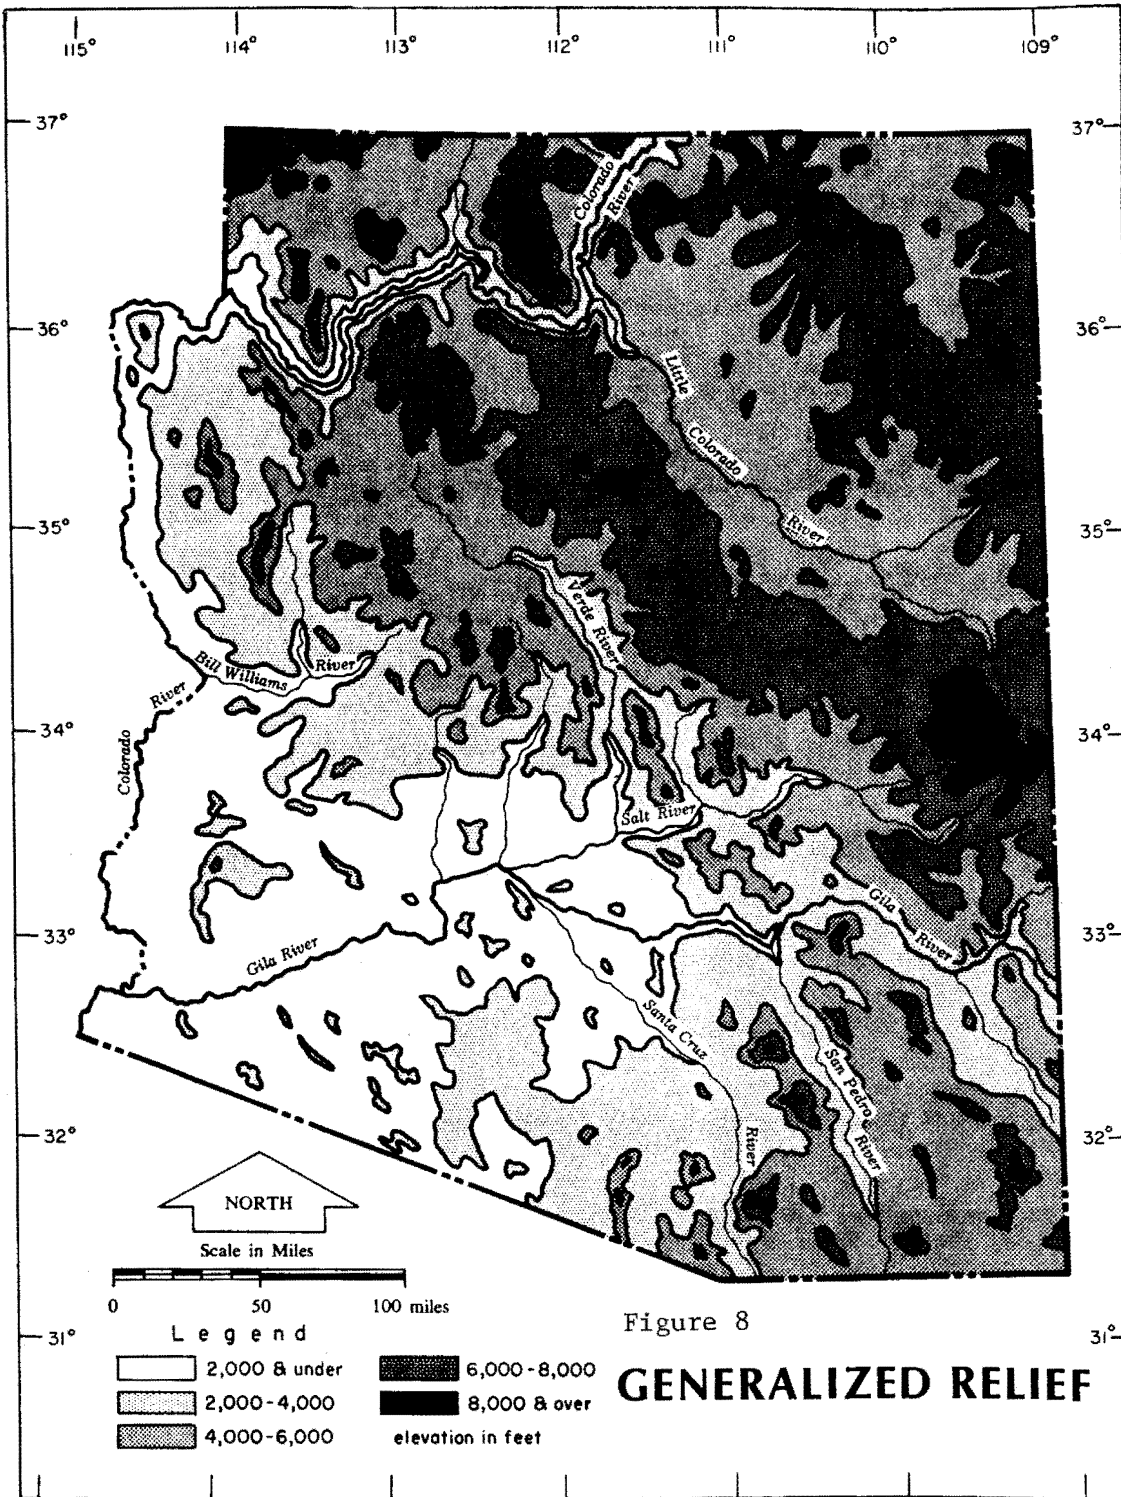 115° 114° 113° 112° 111° 110° 109°
37° 37°
Colorado
River
36° 36°
Little
Colorado
River
35° 35°
Verde River
Bill Williams
River
River
Colorado
34° 34°
Salt River
Gila
River
33° 33°
Gila River
Santa Cruz
River
San Pedro
River
32° 32°
NORTH
Scale in Miles
0 50 100 miles
31° 31°
Figure 8
GENERALIZED RELIEF
Legend
2,000 & under
2,000-4,000
4,000-6,000
6,000-8,000
8,000 & over
elevation in feet